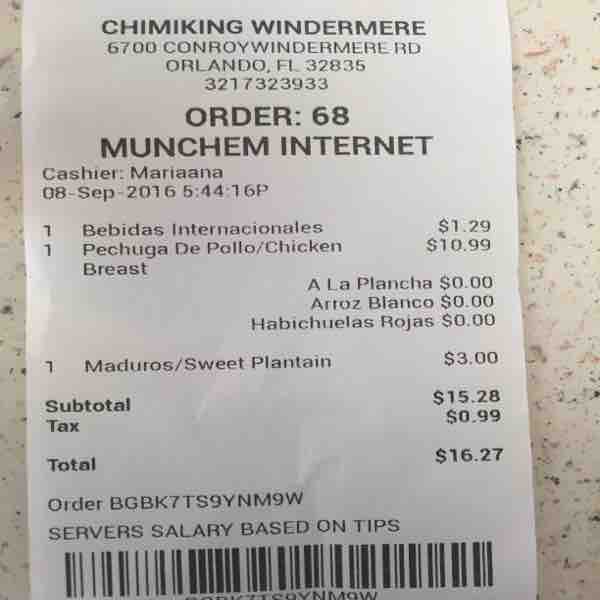 CHIMIKING WINDERMERE
6700 CONROYWINDERMERE RD
ORLANDO, FL 32835
3217323933
ORDER: 68
MUNCHEM INTERNET
Cashier: Mariaana
08-Sep-2016 5:44:16P
1 Bebidas Internacionales $1.29
1 Pechuga De Pollo/Chicken $10.99
Breast
A La Plancha $0.00
Arroz Blanco $0.00
Habichuelas Rojas $0.00
1 Maduros/Sweet Plantain $3.00
Subtotal $15.28
Tax $0.99
Total $16.27
Order BGBK7TS9YNM9W
SERVERS SALARY BASED ON TIPS
BGBK7TS9YNM9W